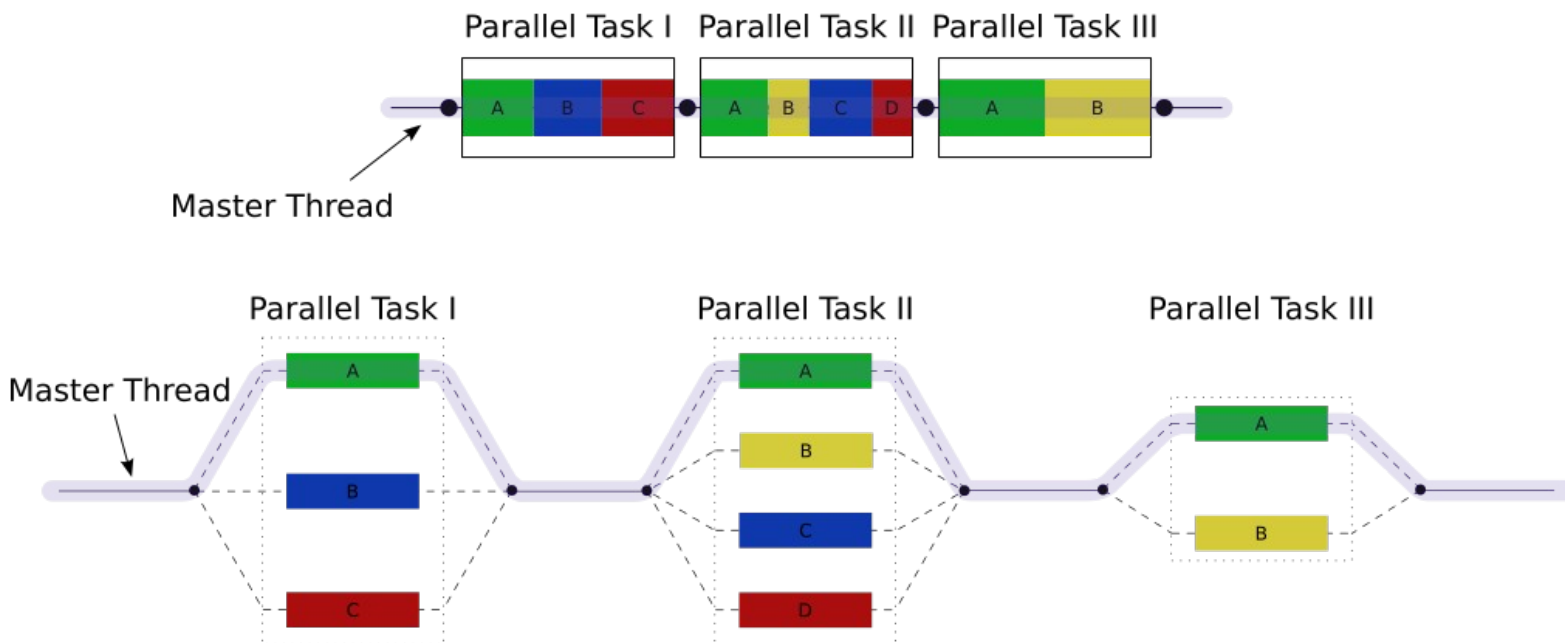 Parallel Task I Parallel Task II Parallel Task III
A B C A B C D A B
Master Thread
Parallel Task I Parallel Task II Parallel Task III
A A
Master Thread A
B
B C B
C D